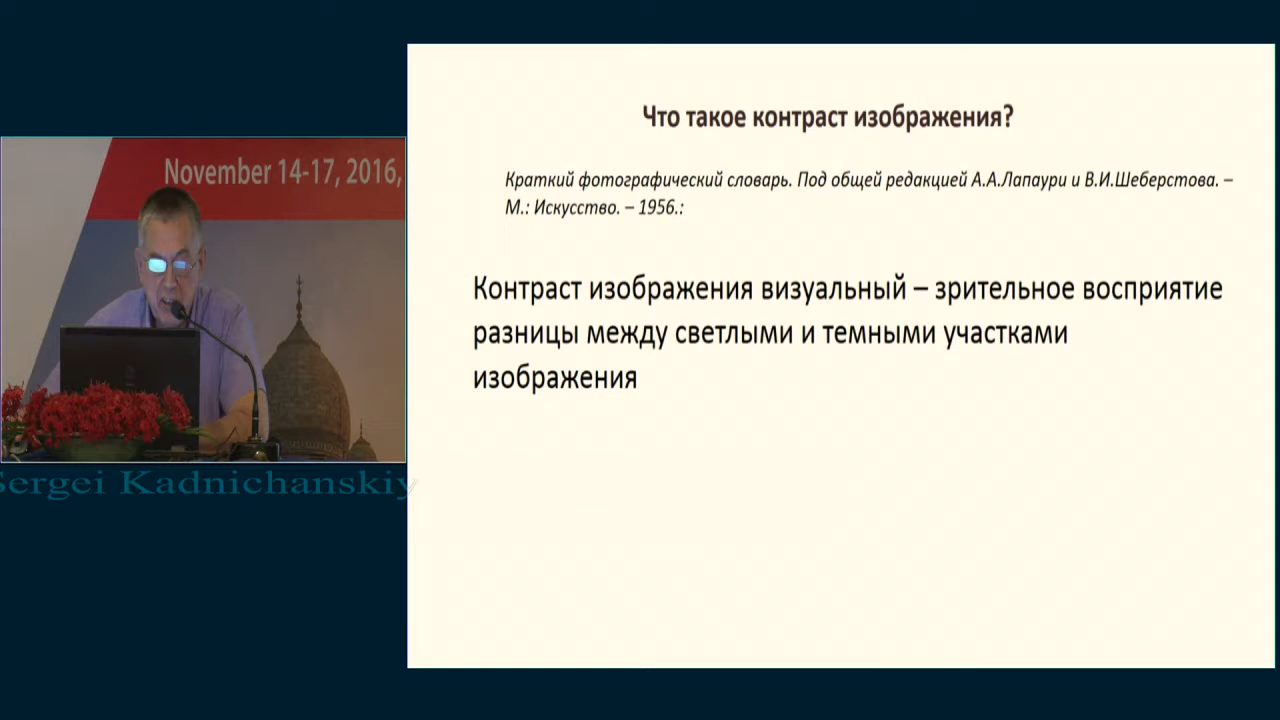 November 14-17, 2016,
Sergei Kadnichanskiy
Что такое контраст изображения?
Краткий фотографический словарь. Под общей редакцией А.А.Лапаури и В.И.Шеберстова. –
М.: Искусство. – 1956.:
Контраст изображения визуальный – зрительное восприятие
разницы между светлыми и темными участками
изображения